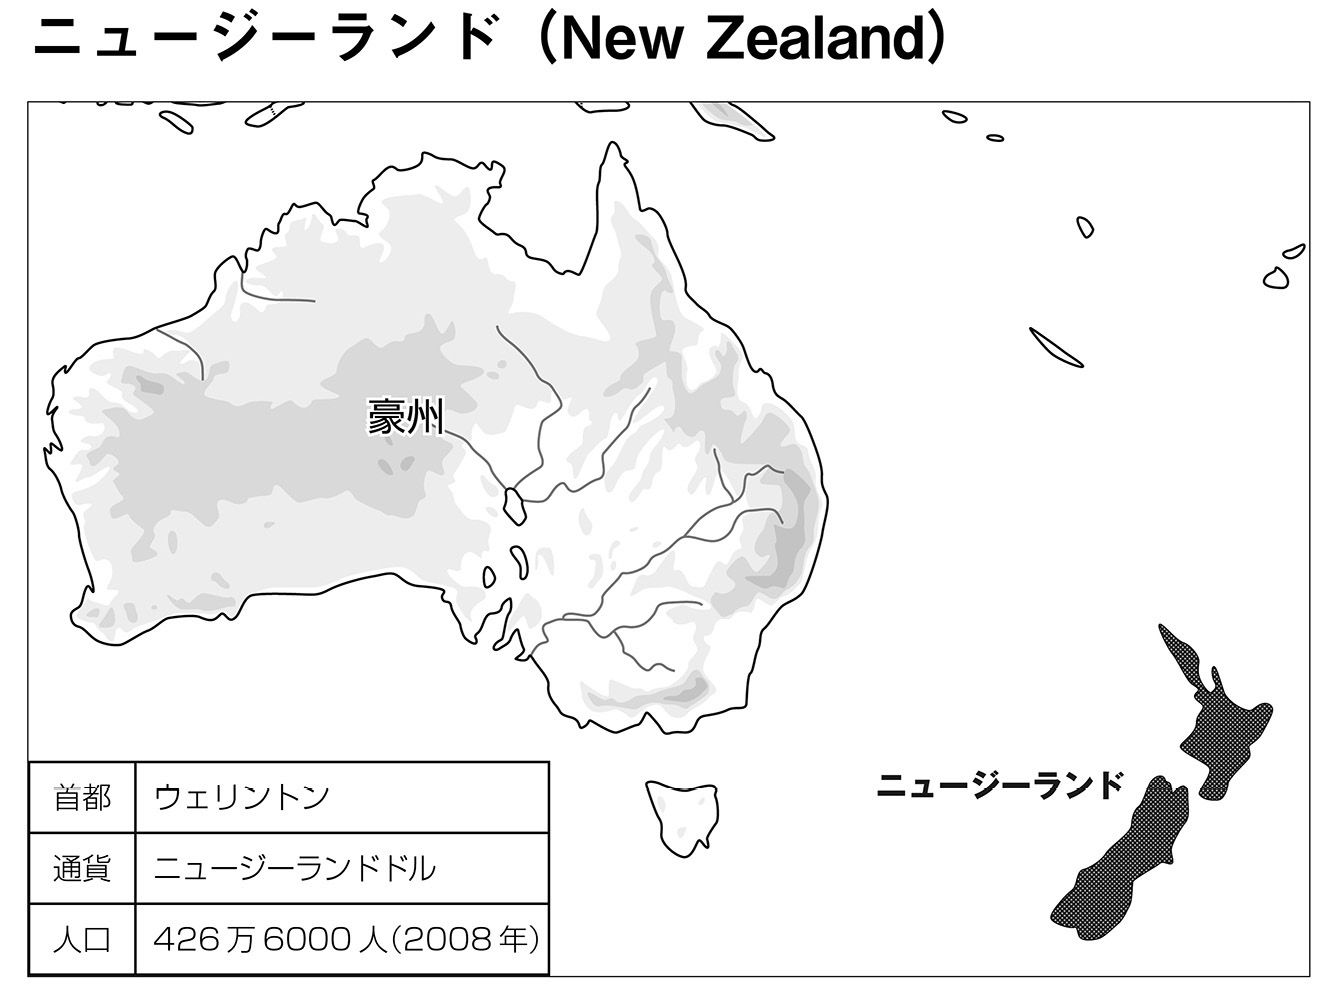 ニュージーランド（New Zealand）
豪州
ニュージーランド
首都 ウェリントン
通貨 ニュージーランドドル
人口 426万6000人(2008年)